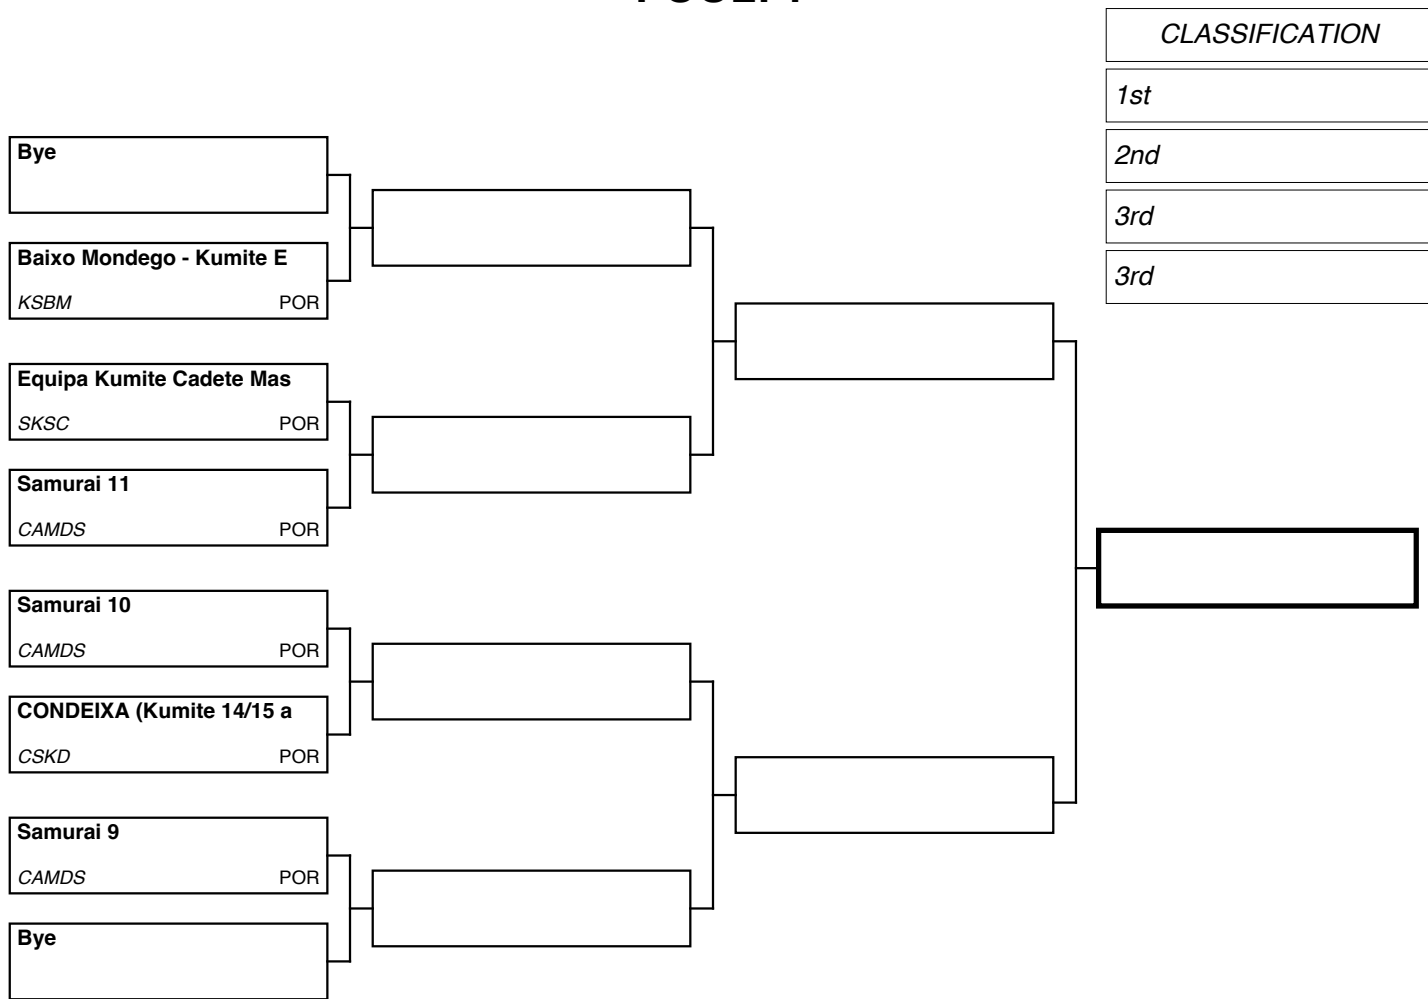 CLASSIFICATION
1st
2nd
3rd
3rd
Bye
Baixo Mondego - Kumite E
KSBM POR
Equipa Kumite Cadete Mas
SKSC POR
Samurai 11
CAMDS POR
Samurai 10
CAMDS POR
CONDEIXA (Kumite 14/15 a
CSKD POR
Samurai 9
CAMDS POR
Bye